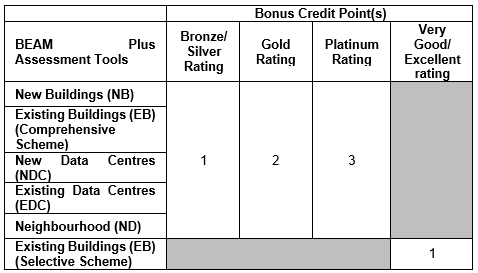 Bonus Credit Point(s)
BEAM Plus
Assessment Tools
Bronze/
Silver
Rating
Gold
Rating
Platinum
Rating
Very
Good/
Excellent
rating
New Buildings (NB)
Existing Buildings (EB)
(Comprehensive
Scheme)
New Data Centres
(NDC)
Existing Data Centres
(EDC)
Neighbourhood (ND)
1
2
3
Existing Buildings (EB)
(Selective Scheme)
1